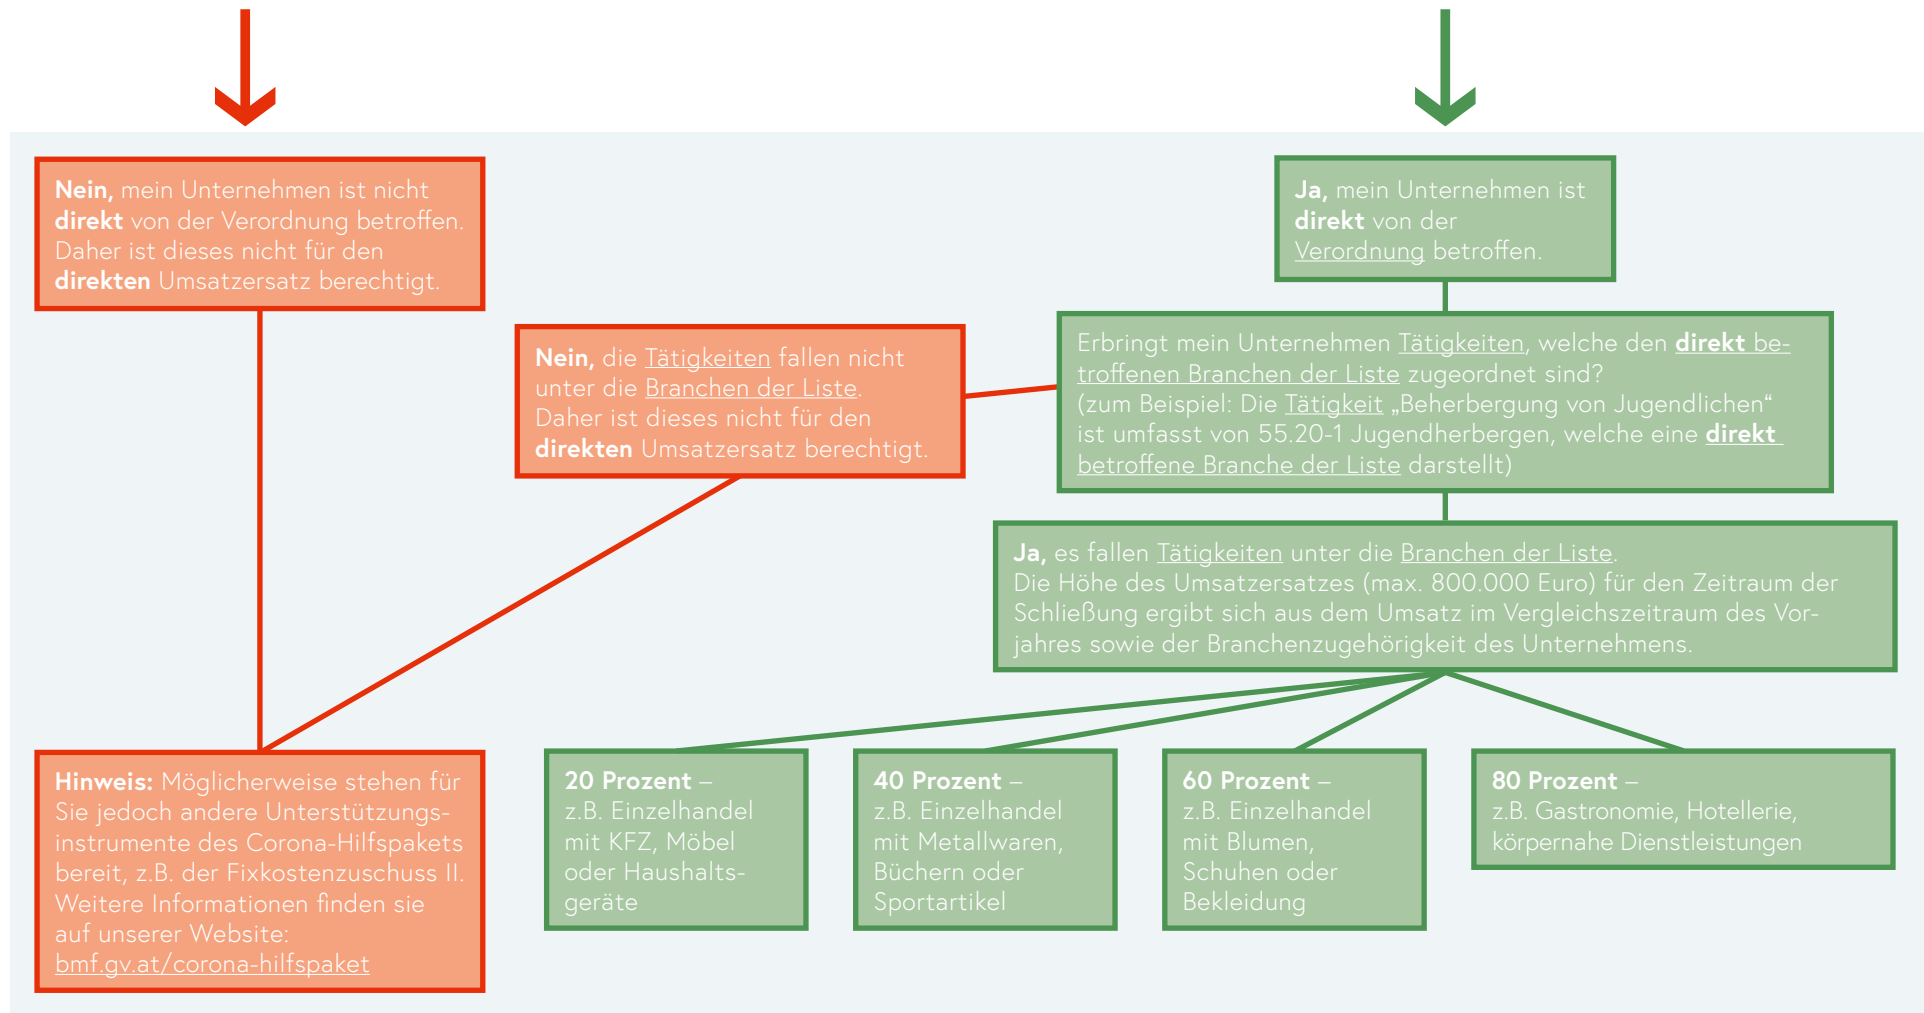 Nein, mein Unternehmen ist nicht
direkt von der Verordnung betroffen.
Daher ist dieses nicht für den
direkten Umsatzersatz berechtigt.
Ja, mein Unternehmen ist
direkt von der
Verordnung betroffen.
Nein, die Tätigkeiten fallen nicht
unter die Branchen der Liste.
Daher ist dieses nicht für den
direkten Umsatzersatz berechtigt.
Erbringt mein Unternehmen Tätigkeiten, welche den direkt be-
troffenen Branchen der Liste zugeordnet sind?
(zum Beispiel: Die Tätigkeit „Beherbergung von Jugendlichen“
ist umfasst von 55.20-1 Jugendherbergen, welche eine direkt
betroffene Branche der Liste darstellt)
Ja, es fallen Tätigkeiten unter die Branchen der Liste.
Die Höhe des Umsatzersatzes (max. 800.000 Euro) für den Zeitraum der
Schließung ergibt sich aus dem Umsatz im Vergleichszeitraum des Vor-
jahres sowie der Branchenzugehörigkeit des Unternehmens.
Hinweis: Möglicherweise stehen für
Sie jedoch andere Unterstützungs-
instrumente des Corona-Hilfspakets
bereit, z.B. der Fixkostenzuschuss II.
Weitere Informationen finden sie
auf unserer Website:
bmf.gv.at/corona-hilfspaket
20 Prozent –
z.B. Einzelhandel
mit KFZ, Möbel
oder Haushalts-
geräte
40 Prozent –
z.B. Einzelhandel
mit Metallwaren,
Büchern oder
Sportartikel
60 Prozent –
z.B. Einzelhandel
mit Blumen,
Schuhen oder
Bekleidung
80 Prozent –
z.B. Gastronomie, Hotellerie,
körpernahe Dienstleistungen